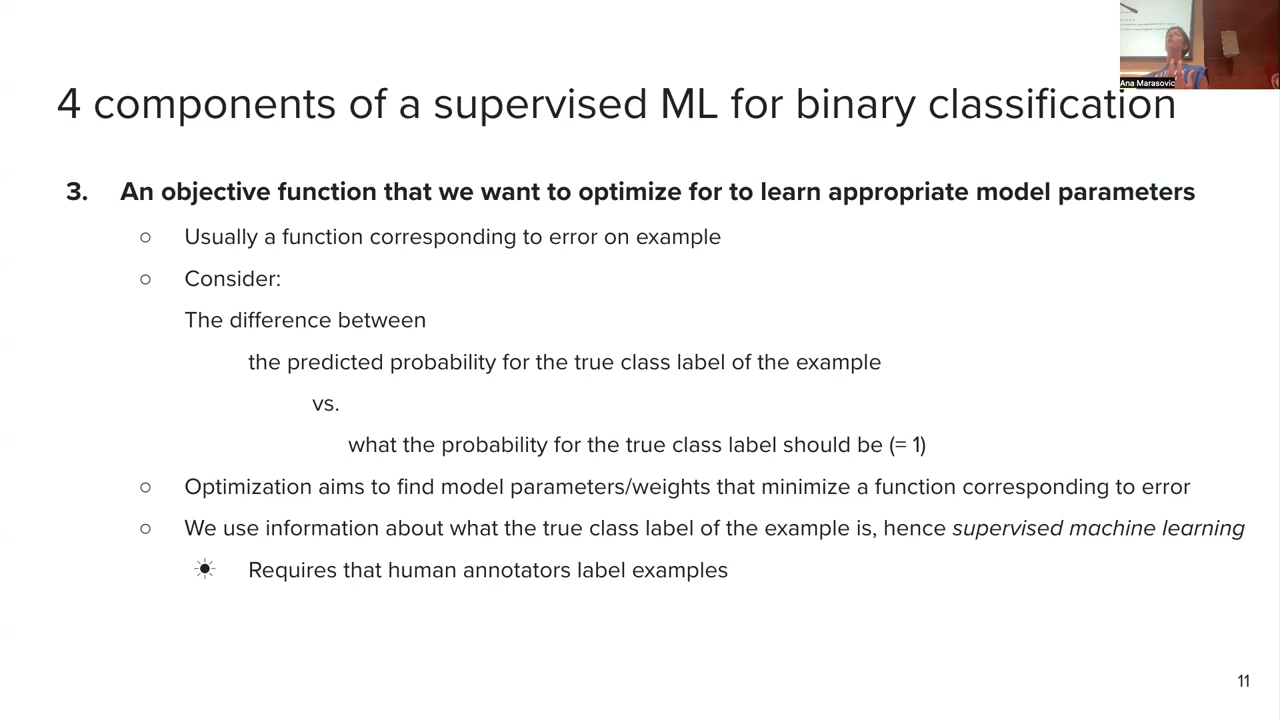 Ana Marasovic
4 components of a supervised ML for binary classification
3. An objective function that we want to optimize for to learn appropriate model parameters
○ Usually a function corresponding to error on example
○ Consider:
The difference between
the predicted probability for the true class label of the example
vs.
what the probability for the true class label should be (= 1)
○ Optimization aims to find model parameters/weights that minimize a function corresponding to error
○ We use information about what the true class label of the example is, hence supervised machine learning
☀ Requires that human annotators label examples
11